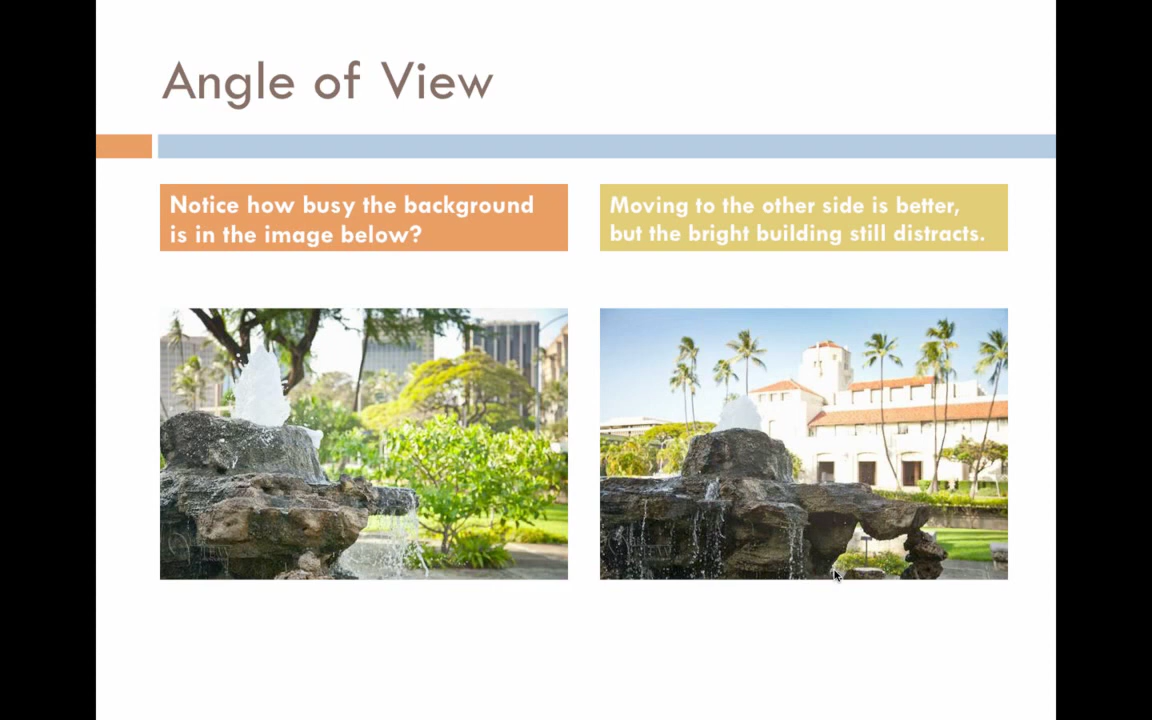 Angle of View
Notice how busy the background
is in the image below?
Moving to the other side is better,
but the bright building still distracts.